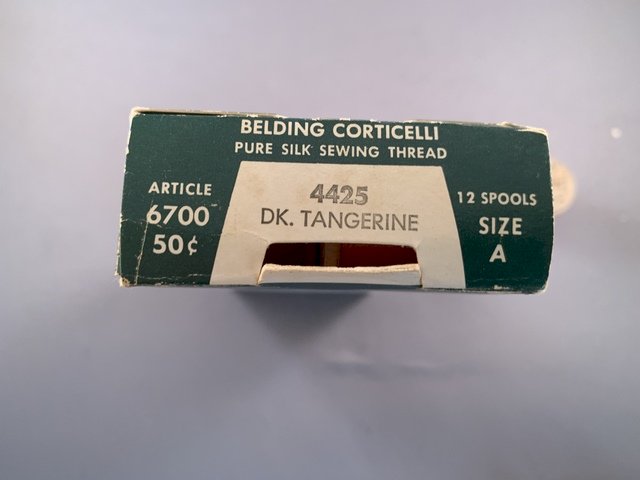 BELDING CORTICELLI
PURE SILK SEWING THREAD
ARTICLE
6700
50¢
4425
DK. TANGERINE
12 SPOOLS
SIZE
A